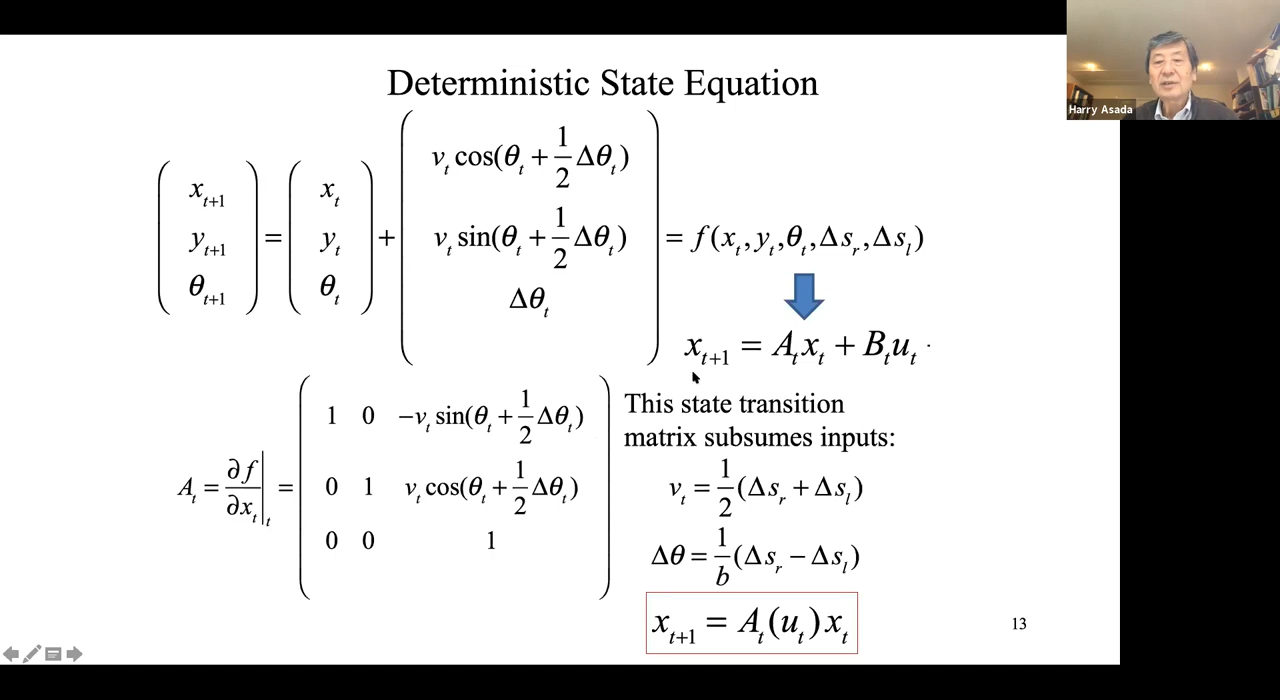 Deterministic State Equation
Harry Asada
( x_{t+1} ; y_{t+1} ; θ_{t+1} ) = ( x_t ; y_t ; θ_t ) + ( v_t cos(θ_t + 1/2 Δθ_t) ; v_t sin(θ_t + 1/2 Δθ_t) ; Δθ_t ) = f(x_t, y_t, θ_t, Δs_r, Δs_l)
x_{t+1} = A_t x_t + B_t u_t
A_t = ∂f/∂x_t |_t = ( 1 0 −v_t sin(θ_t + 1/2 Δθ_t) ; 0 1 v_t cos(θ_t + 1/2 Δθ_t) ; 0 0 1 )
This state transition
matrix subsumes inputs:
v_t = 1/2 (Δs_r + Δs_l)
Δθ = 1/b (Δs_r − Δs_l)
x_{t+1} = A_t(u_t)x_t
13